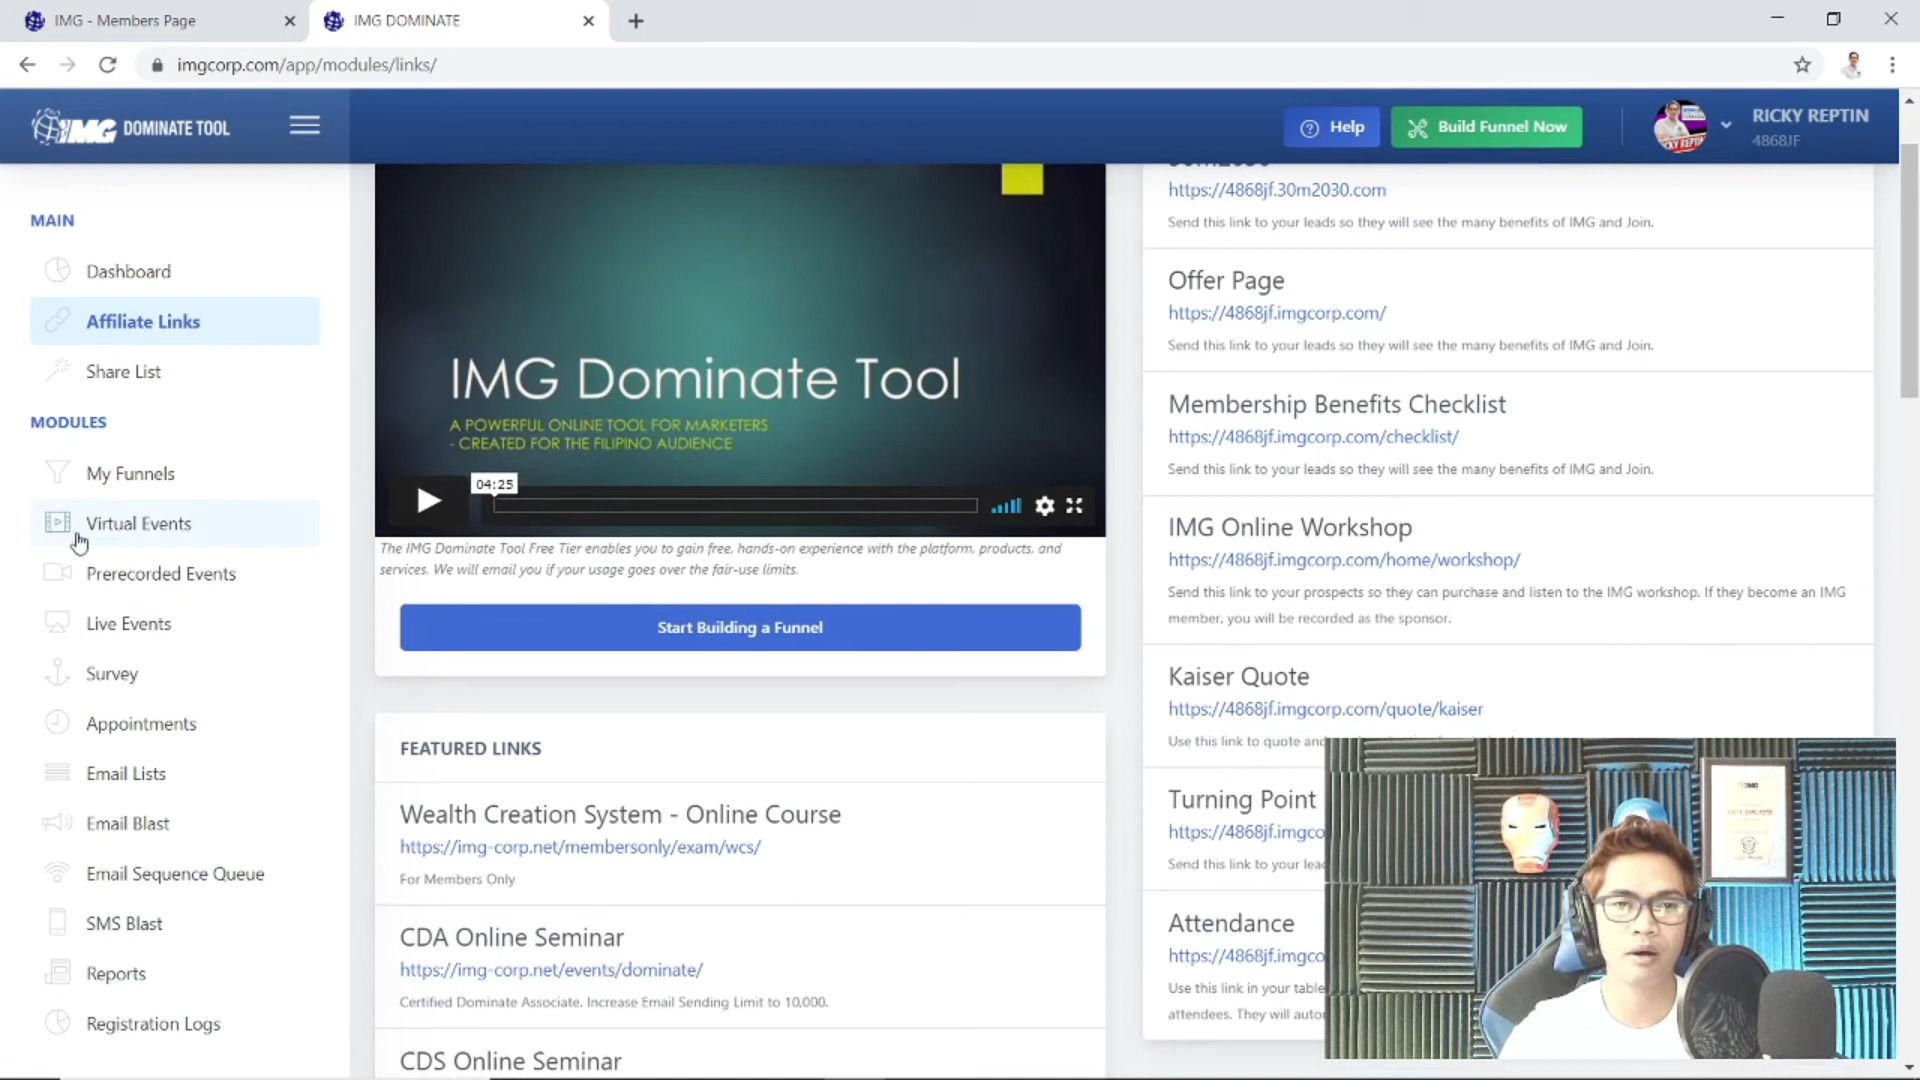 IMG - Members Page
IMG DOMINATE
imgcorp.com/app/modules/links/
IMG DOMINATE TOOL
Help
Build Funnel Now
RICKY REPTIN
4868JF
MAIN
Dashboard
Affiliate Links
Share List
MODULES
My Funnels
Virtual Events
Prerecorded Events
Live Events
Survey
Appointments
Email Lists
Email Blast
Email Sequence Queue
SMS Blast
Reports
Registration Logs
IMG Dominate Tool
A POWERFUL ONLINE TOOL FOR MARKETERS
- CREATED FOR THE FILIPINO AUDIENCE
04:25
The IMG Dominate Tool Free Tier enables you to gain free, hands-on experience with the platform, products, and
services. We will email you if your usage goes over the fair-use limits.
Start Building a Funnel
FEATURED LINKS
Wealth Creation System - Online Course
https://img-corp.net/membersonly/exam/wcs/
For Members Only
CDA Online Seminar
https://img-corp.net/events/dominate/
Certified Dominate Associate. Increase Email Sending Limit to 10,000.
CDS Online Seminar
30m2030
https://4868jf.30m2030.com
Send this link to your leads so they will see the many benefits of IMG and Join.
Offer Page
https://4868jf.imgcorp.com/
Send this link to your leads so they will see the many benefits of IMG and Join.
Membership Benefits Checklist
https://4868jf.imgcorp.com/checklist/
Send this link to your leads so they will see the many benefits of IMG and Join.
IMG Online Workshop
https://4868jf.imgcorp.com/home/workshop/
Send this link to your prospects so they can purchase and listen to the IMG workshop. If they become an IMG
member, you will be recorded as the sponsor.
Kaiser Quote
https://4868jf.imgcorp.com/quote/kaiser
Use this link to quote and
Turning Point
https://4868jf.imgco
Send this link to your lea
Attendance
https://4868jf.imgco
Use this link in your table
attendees. They will auto